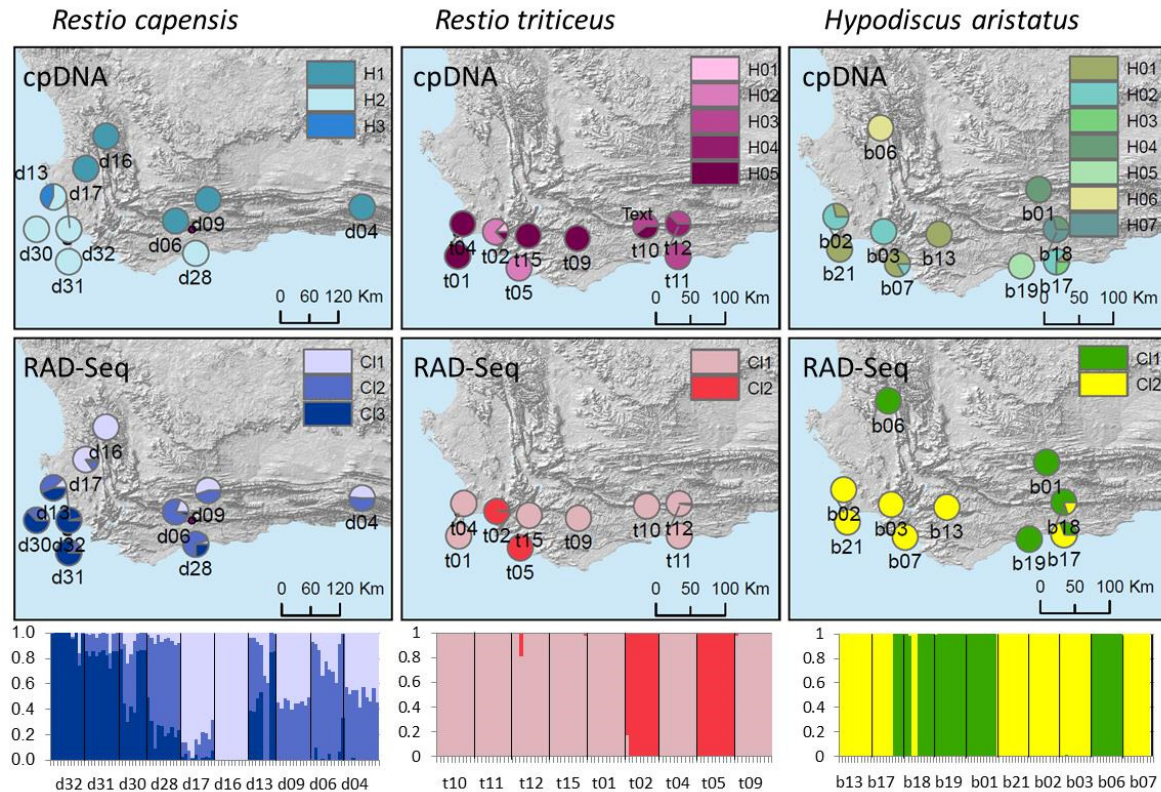 Restio capensis Restio triticeus Hypodiscus aristatus
cpDNA
H1
H2
H3
d16
d13
d17
d09
d06
d04
d30
d32
d31
d28
0 60 120 Km
cpDNA
H01
H02
H03
H04
H05
Text
t04
t02
t15
t09
t10
t12
t01
t05
t11
0 50 100 Km
cpDNA
H01
H02
H03
H04
H05
H06
H07
b06
b01
b02
b03
b13
b18
b21
b07
b19
b17
0 50 100 Km
RAD-Seq
Cl1
Cl2
Cl3
d16
d17
d13
d09
d06
d04
d30
d32
d28
d31
0 60 120 Km
RAD-Seq
Cl1
Cl2
t04
t02
t15
t09
t10
t12
t01
t05
t11
0 50 100 Km
RAD-Seq
Cl1
Cl2
b06
b01
b02
b03
b13
b18
b21
b07
b19
b17
0 50 100 Km
1.0
0.8
0.6
0.4
0.2
0
d32 d31 d30 d28 d17 d16 d13 d09 d06 d04
1
0.8
0.6
0.4
0.2
0
t10 t11 t12 t15 t01 t02 t04 t05 t09
1
0.8
0.6
0.4
0.2
0
b13 b17 b18 b19 b01 b21 b02 b03 b06 b07